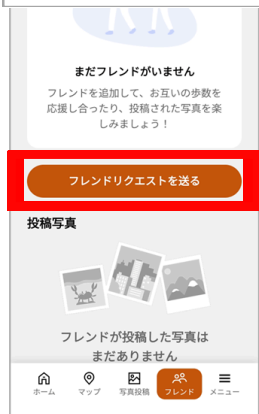 まだフレンドがいません
フレンドを追加して、お互いの歩数を
応援し合ったり、投稿された写真を楽
しみましょう！
フレンドリクエストを送る
投稿写真
フレンドが投稿した写真は
まだありません
ホーム
マップ
写真投稿
フレンド
メニュー